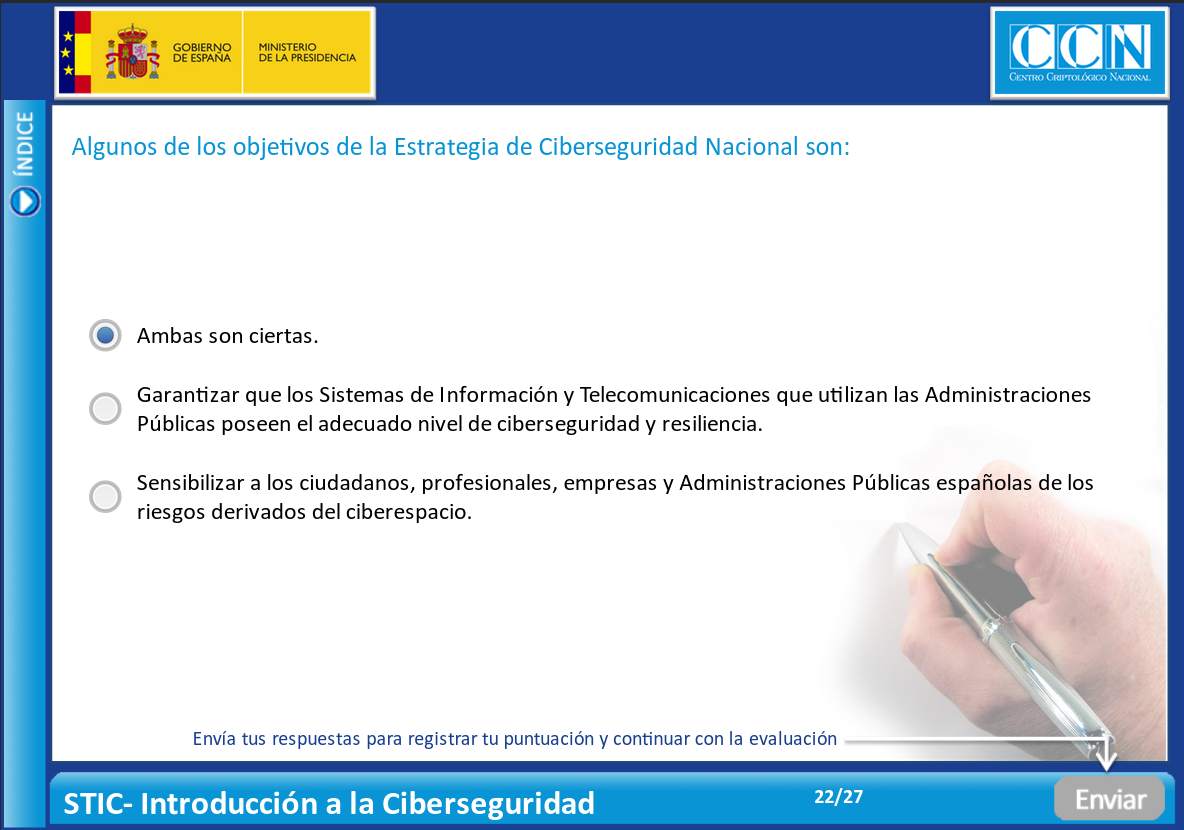 GOBIERNO
DE ESPAÑA
MINISTERIO
DE LA PRESIDENCIA
CCN
CENTRO CRIPTOLÓGICO NACIONAL
ÍNDICE
Algunos de los objetivos de la Estrategia de Ciberseguridad Nacional son:
Ambas son ciertas.
Garantizar que los Sistemas de Información y Telecomunicaciones que utilizan las Administraciones
Públicas poseen el adecuado nivel de ciberseguridad y resiliencia.
Sensibilizar a los ciudadanos, profesionales, empresas y Administraciones Públicas españolas de los
riesgos derivados del ciberespacio.
Envía tus respuestas para registrar tu puntuación y continuar con la evaluación
STIC- Introducción a la Ciberseguridad
22/27
Enviar